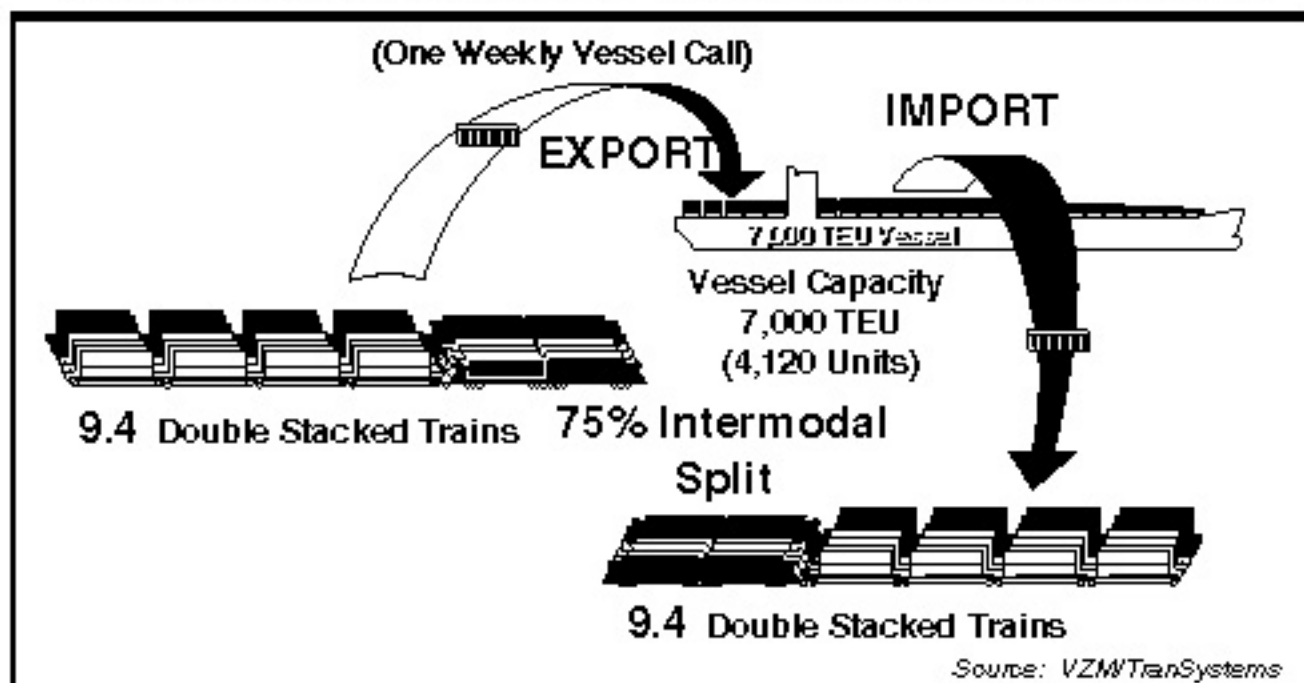 (One Weekly Vessel Call)
EXPORT
IMPORT
7,000 TEU Vessel
Vessel Capacity
7,000 TEU
(4,120 Units)
9.4 Double Stacked Trains
75% Intermodal
Split
9.4 Double Stacked Trains
Source: VZM/TranSystems